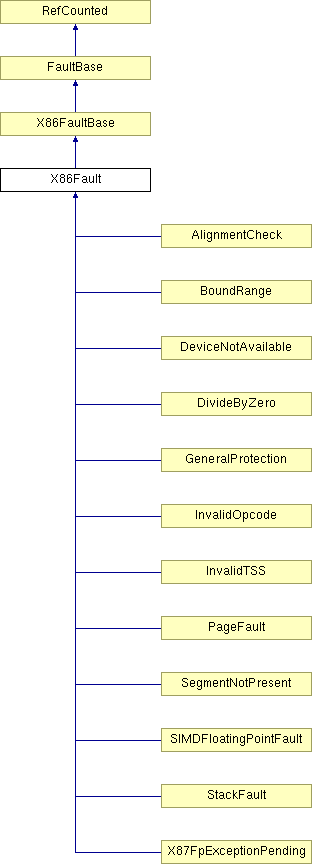 RefCounted
FaultBase
X86FaultBase
X86Fault
AlignmentCheck
BoundRange
DeviceNotAvailable
DivideByZero
GeneralProtection
InvalidOpcode
InvalidTSS
PageFault
SegmentNotPresent
SIMDFloatingPointFault
StackFault
X87FpExceptionPending